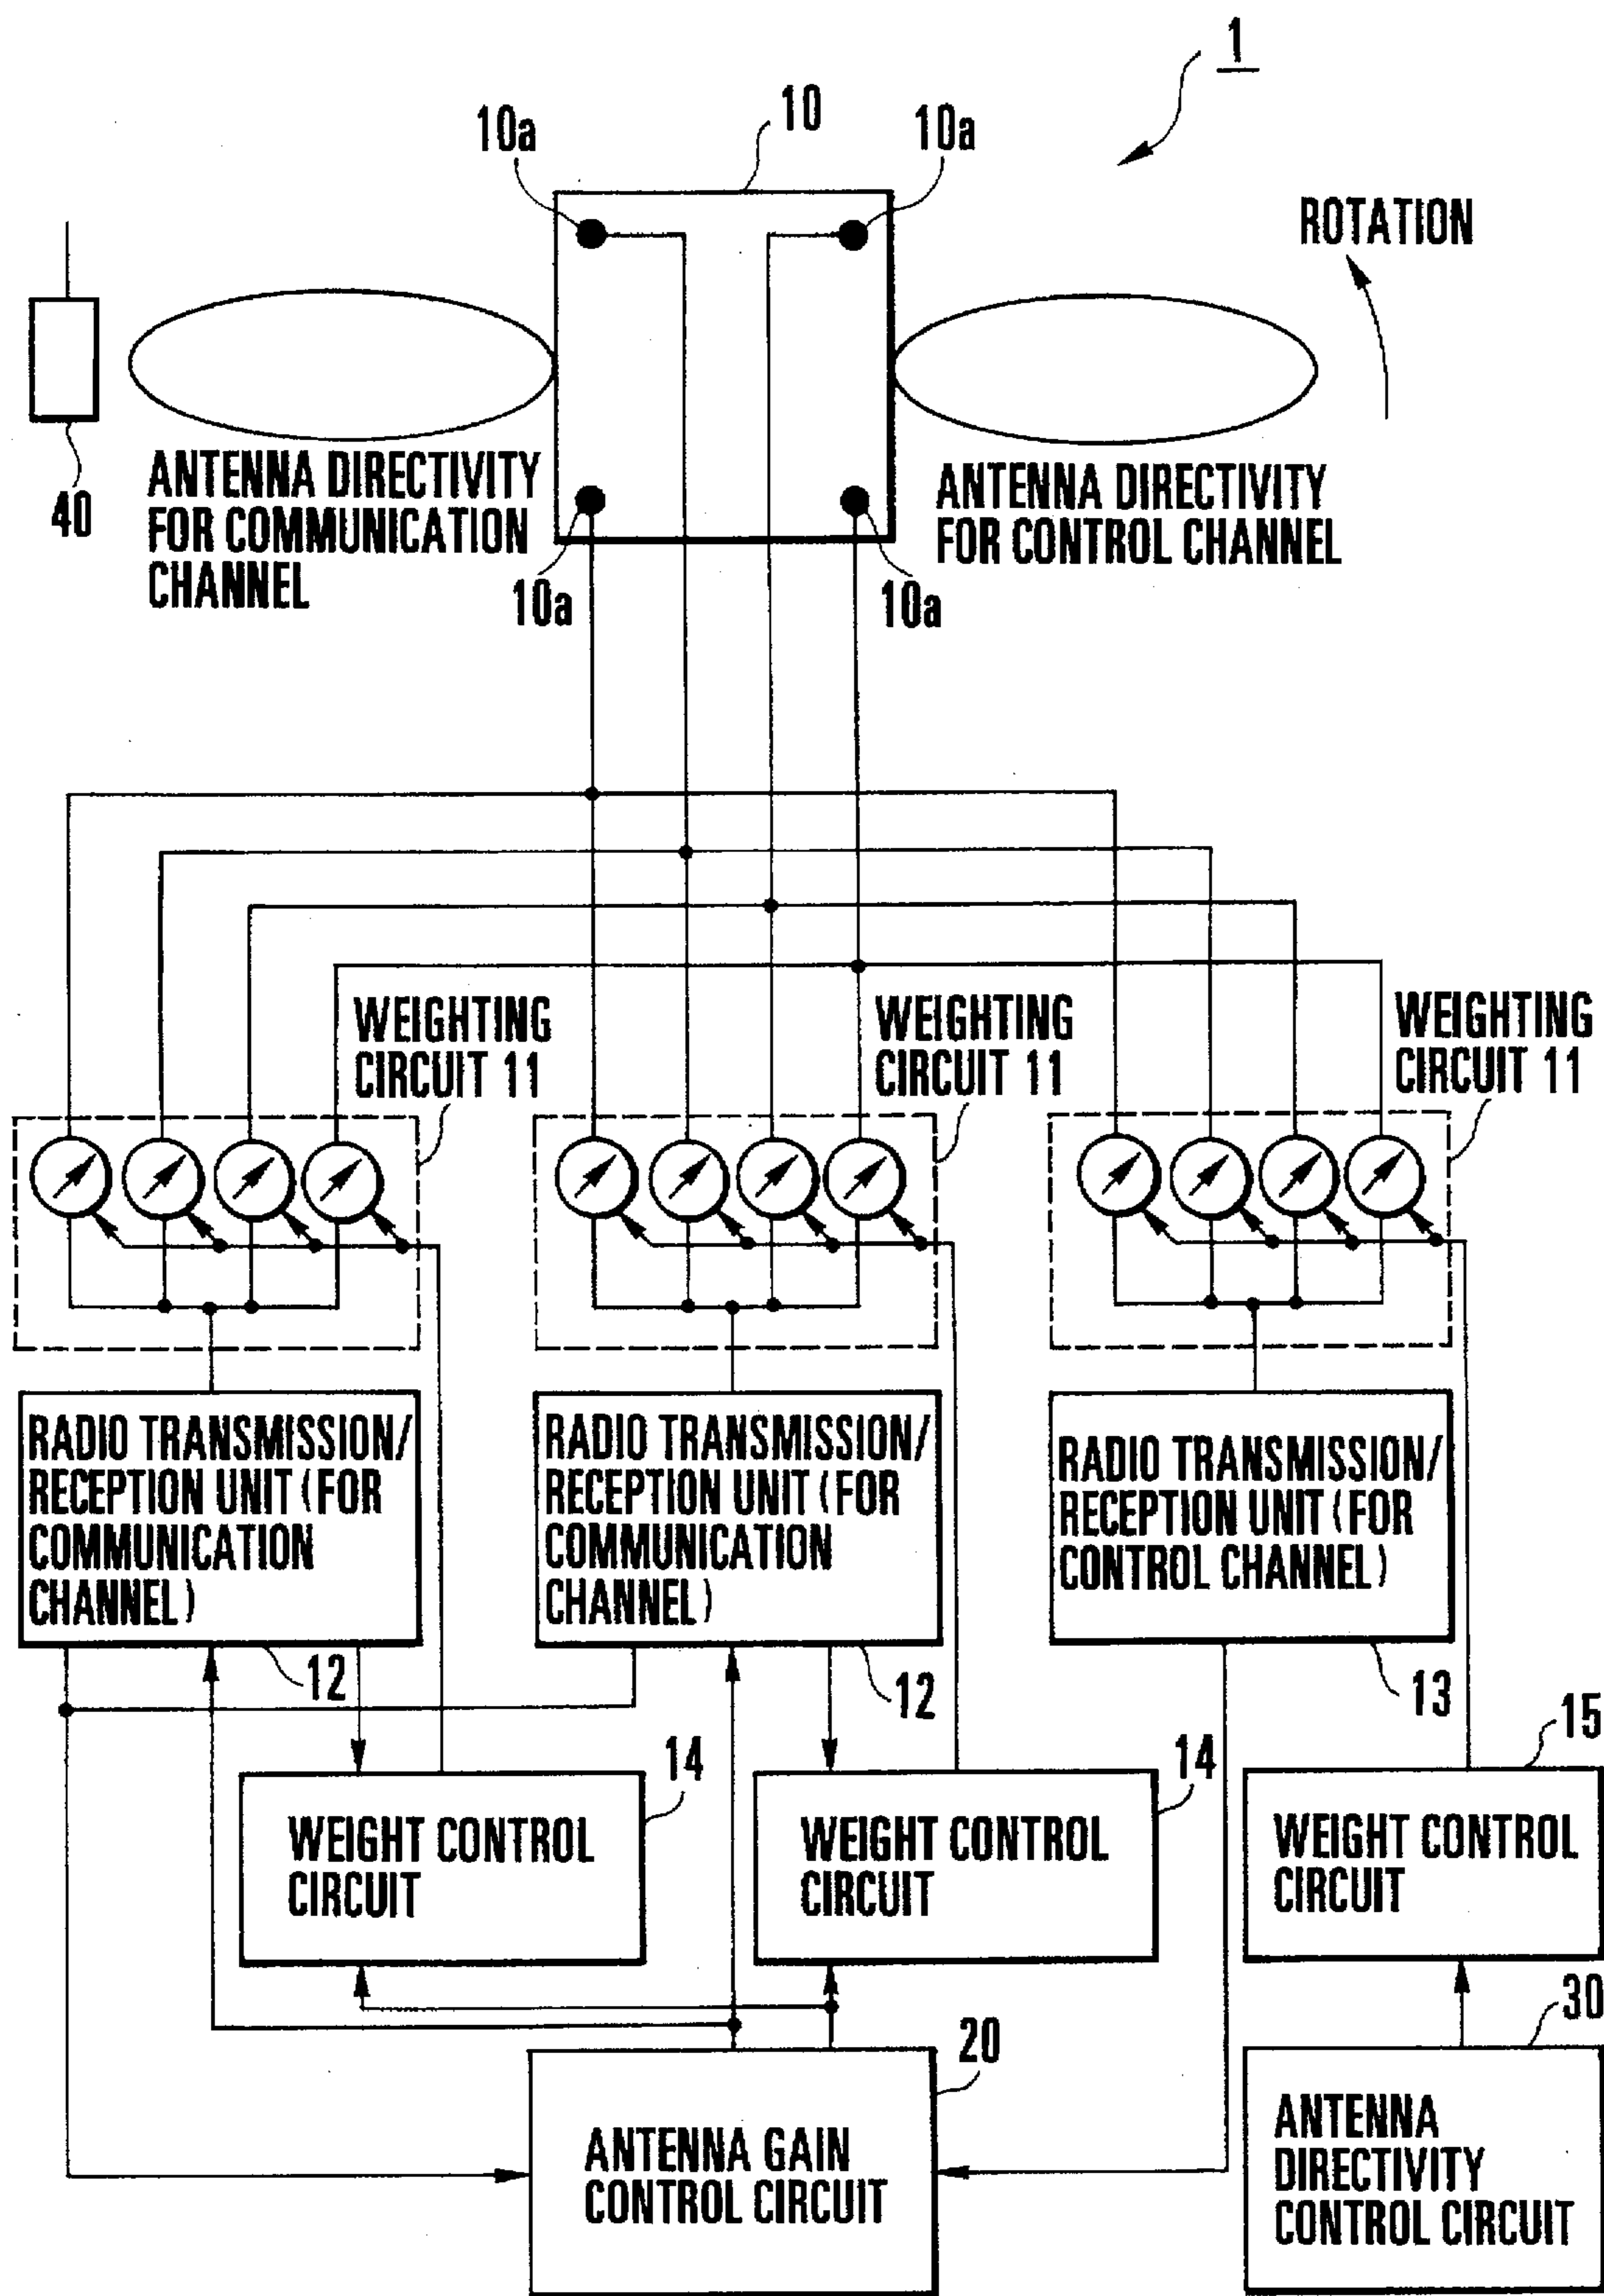 1
10
10a
10a
ROTATION
40
ANTENNA DIRECTIVITY
FOR COMMUNICATION
CHANNEL
10a
10a
ANTENNA DIRECTIVITY
FOR CONTROL CHANNEL
WEIGHTING
CIRCUIT 11
WEIGHTING
CIRCUIT 11
WEIGHTING
CIRCUIT 11
RADIO TRANSMISSION/
RECEPTION UNIT (FOR
COMMUNICATION
CHANNEL)
RADIO TRANSMISSION/
RECEPTION UNIT (FOR
COMMUNICATION
CHANNEL)
RADIO TRANSMISSION/
RECEPTION UNIT (FOR
CONTROL CHANNEL)
12
12
13
14
14
15
WEIGHT CONTROL
CIRCUIT
WEIGHT CONTROL
CIRCUIT
WEIGHT CONTROL
CIRCUIT
20
30
ANTENNA GAIN
CONTROL CIRCUIT
ANTENNA
DIRECTIVITY
CONTROL CIRCUIT